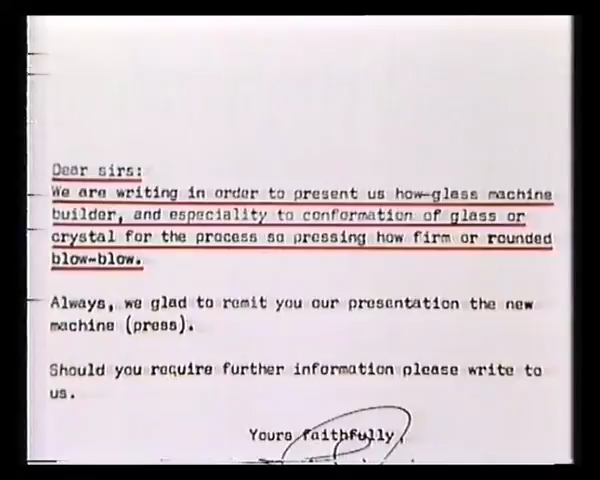 Dear sirs:
We are writing in order to present us how-glass machine
builder, and especiality to conformation of glass or
crystal for the process so pressing how firm or rounded
blow-blow.
Always, we glad to remit you our presentation the new
machine (press).
Should you require further information please write to
us.
Yours faithfully,